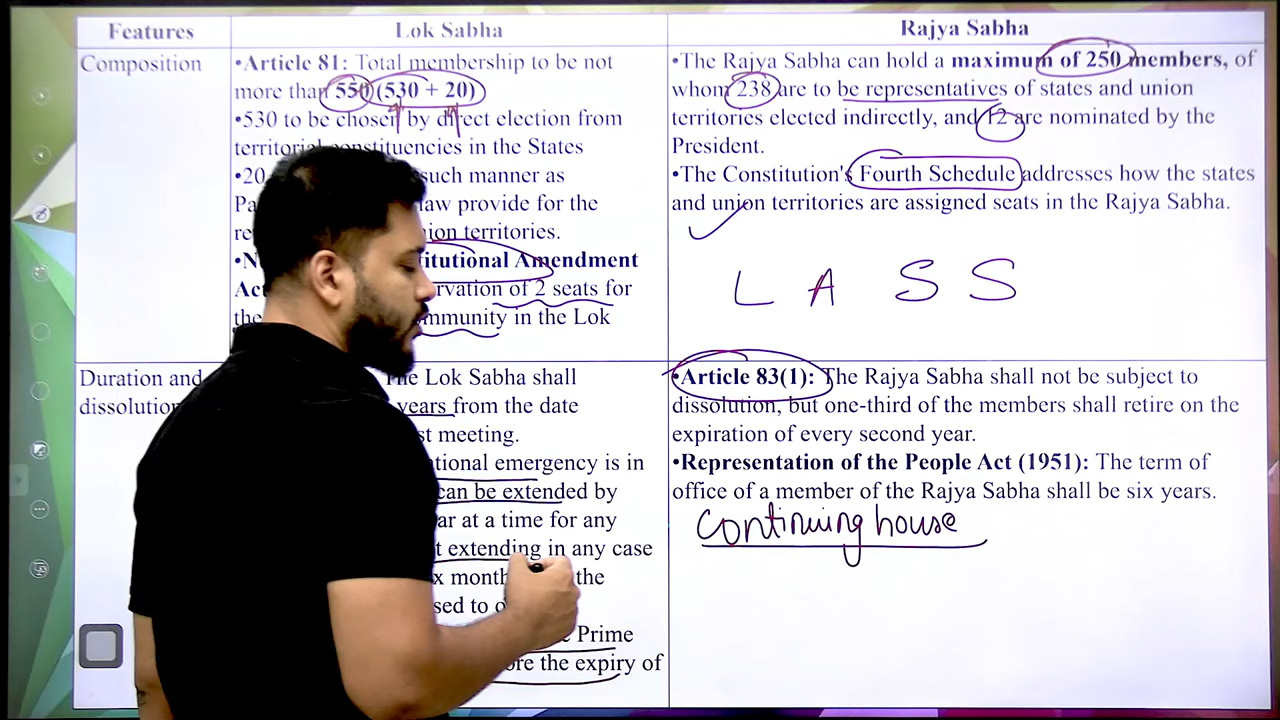 Features Lok Sabha Rajya Sabha
Composition
•Article 81: Total membership to be not
more than 550 (530 + 20)
•530 to be chosen by direct election from
territorial constituencies in the States
•20 such manner as
law provide for the
ion territories.
itutional Amendment
Act
rvation of 2 seats for
the mmunity in the Lok
•The Rajya Sabha can hold a maximum of 250 members, of
whom 238 are to be representatives of states and union
territories elected indirectly, and 12 are nominated by the
President.
•The Constitution's Fourth Schedule addresses how the states
and union territories are assigned seats in the Rajya Sabha.
L A S S
Duration and
dissolution
The Lok Sabha shall
years from the date
st meeting.
tional emergency is in
can be extended by
ar at a time for any
t extending in any case
x month the
sed to o
Prime
ore the expiry of
•Article 83(1): The Rajya Sabha shall not be subject to
dissolution, but one-third of the members shall retire on the
expiration of every second year.
•Representation of the People Act (1951): The term of
office of a member of the Rajya Sabha shall be six years.
continuing house